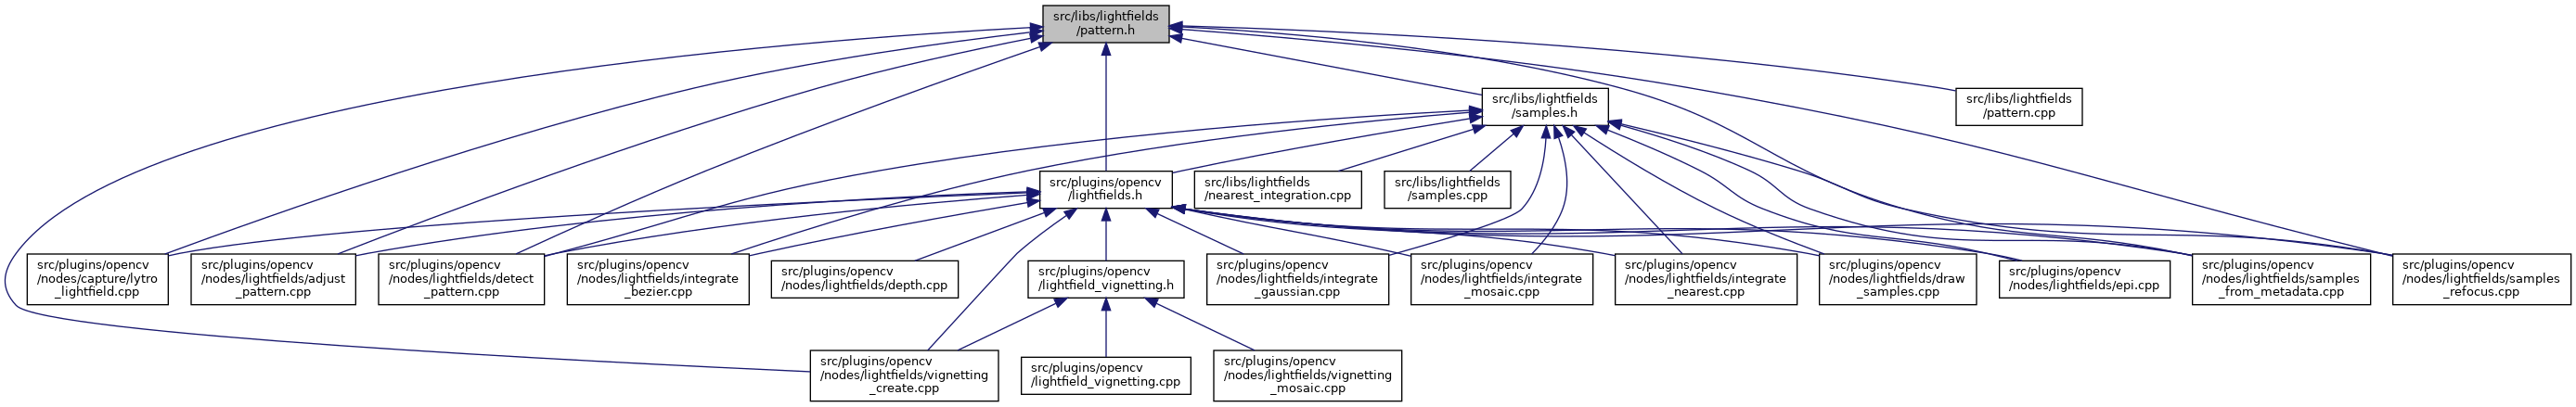 src/libs/lightfields
/pattern.h
src/libs/lightfields
/samples.h
src/libs/lightfields
/pattern.cpp
src/plugins/opencv
/lightfields.h
src/libs/lightfields
/nearest_integration.cpp
src/libs/lightfields
/samples.cpp
src/plugins/opencv
/nodes/capture/lytro
_lightfield.cpp
src/plugins/opencv
/nodes/lightfields/adjust
_pattern.cpp
src/plugins/opencv
/nodes/lightfields/detect
_pattern.cpp
src/plugins/opencv
/nodes/lightfields/integrate
_bezier.cpp
src/plugins/opencv
/nodes/lightfields/depth.cpp
src/plugins/opencv
/lightfield_vignetting.h
src/plugins/opencv
/nodes/lightfields/integrate
_gaussian.cpp
src/plugins/opencv
/nodes/lightfields/integrate
_mosaic.cpp
src/plugins/opencv
/nodes/lightfields/integrate
_nearest.cpp
src/plugins/opencv
/nodes/lightfields/draw
_samples.cpp
src/plugins/opencv
/nodes/lightfields/epi.cpp
src/plugins/opencv
/nodes/lightfields/samples
_from_metadata.cpp
src/plugins/opencv
/nodes/lightfields/samples
_refocus.cpp
src/plugins/opencv
/nodes/lightfields/vignetting
_create.cpp
src/plugins/opencv
/lightfield_vignetting.cpp
src/plugins/opencv
/nodes/lightfields/vignetting
_mosaic.cpp